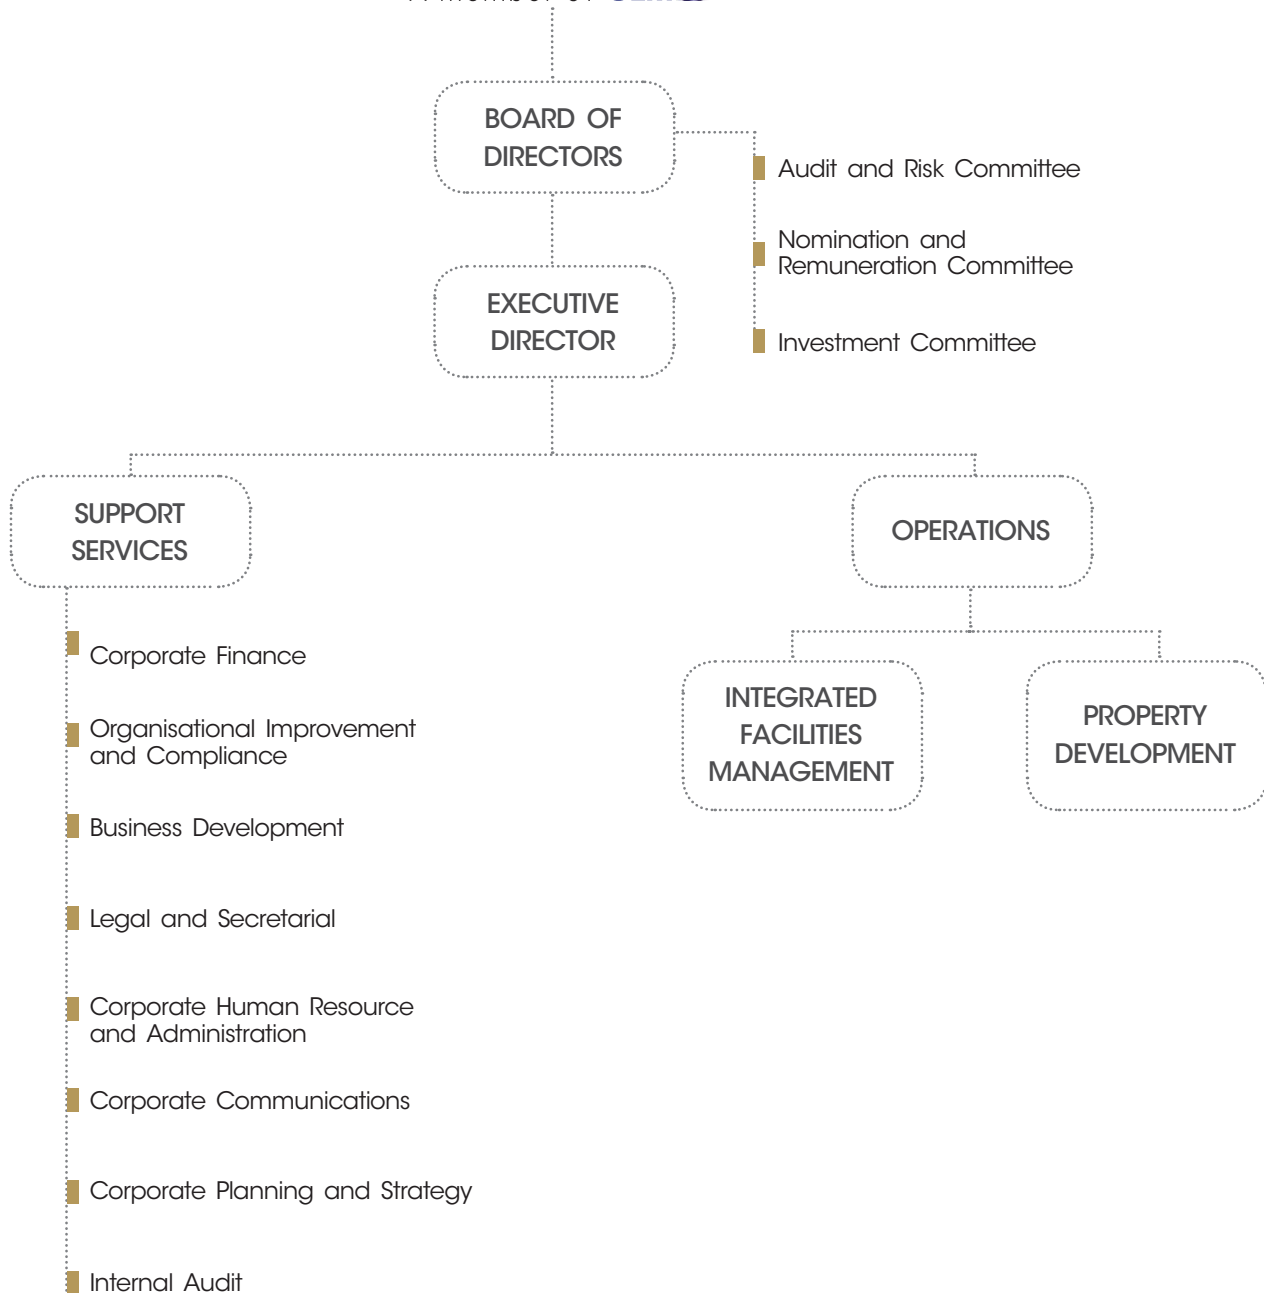 A member of
BOARD OF
DIRECTORS
Audit and Risk Committee
Nomination and
Remuneration Committee
EXECUTIVE
DIRECTOR
Investment Committee
SUPPORT
SERVICES
OPERATIONS
Corporate Finance
Organisational Improvement
and Compliance
Business Development
Legal and Secretarial
Corporate Human Resource
and Administration
Corporate Communications
Corporate Planning and Strategy
Internal Audit
INTEGRATED
FACILITIES
MANAGEMENT
PROPERTY
DEVELOPMENT